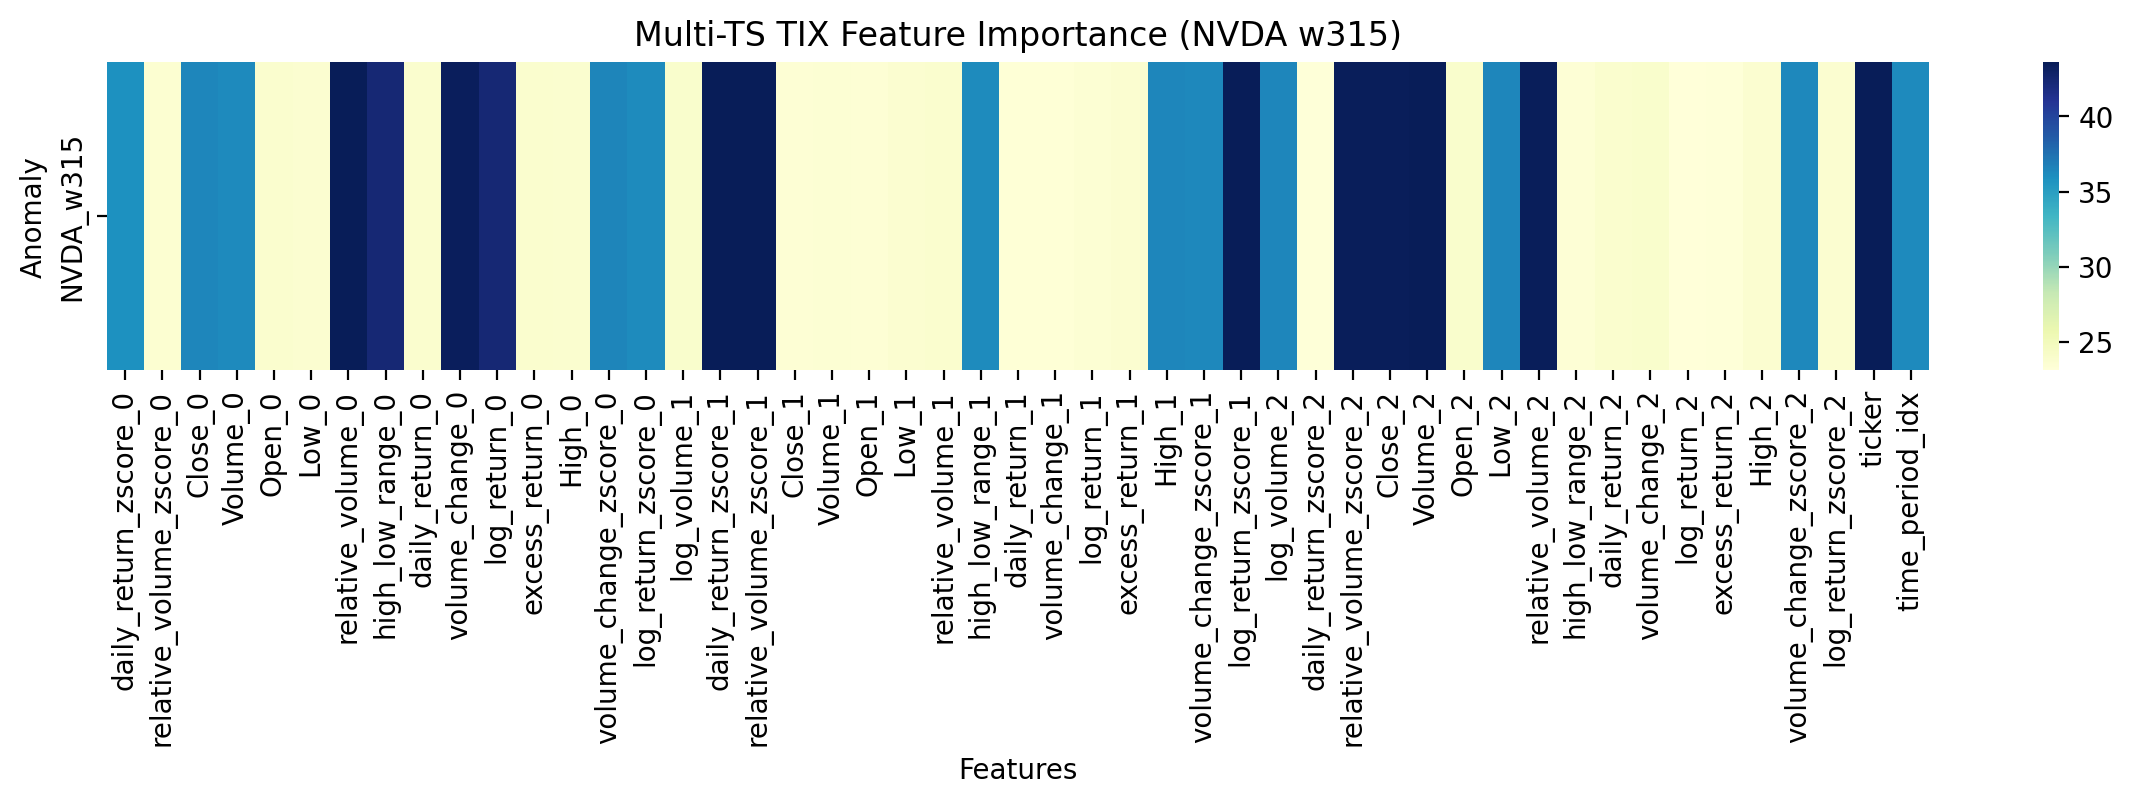 Multi-TS TIX Feature Importance (NVDA w315)
Anomaly
NVDA_w315
40
35
30
25
daily_return_zscore_0
relative_volume_zscore_0
Close_0
Volume_0
Open_0
Low_0
relative_volume_0
high_low_range_0
daily_return_0
volume_change_0
log_return_0
excess_return_0
High_0
volume_change_zscore_0
log_return_zscore_0
log_volume_1
daily_return_zscore_1
relative_volume_zscore_1
Close_1
Volume_1
Open_1
Low_1
relative_volume_1
high_low_range_1
daily_return_1
volume_change_1
log_return_1
excess_return_1
High_1
volume_change_zscore_1
log_return_zscore_1
log_volume_2
daily_return_zscore_2
relative_volume_zscore_2
Close_2
Volume_2
Open_2
Low_2
relative_volume_2
high_low_range_2
daily_return_2
volume_change_2
log_return_2
excess_return_2
High_2
volume_change_zscore_2
log_return_zscore_2
ticker
time_period_idx
Features